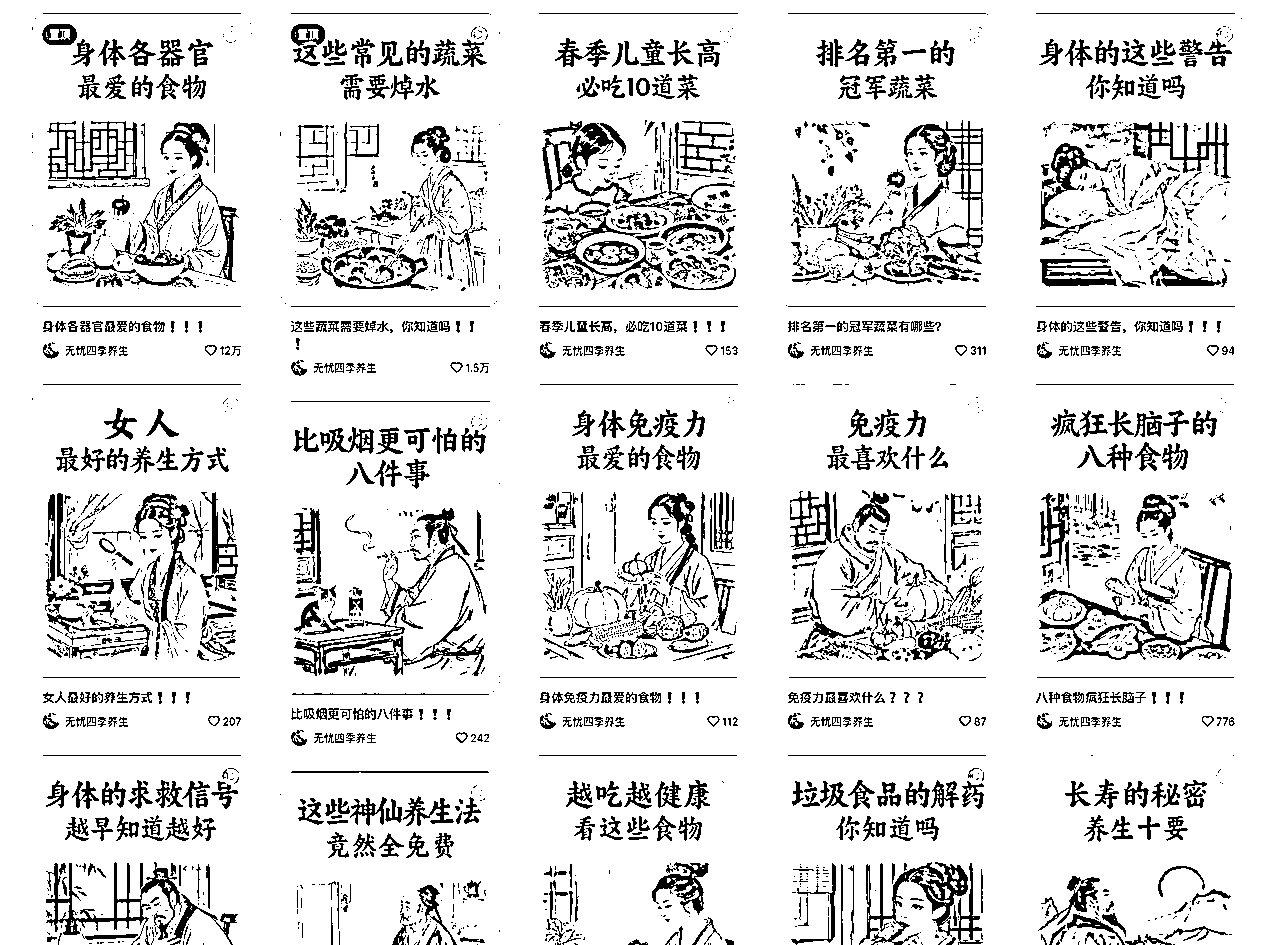 置顶
身体各器官
最爱的食物
身体各器官最爱的食物！！！
无忧四季养生
12万
置顶
这些常见的蔬菜
需要焯水
这些蔬菜需要焯水，你知道吗！！
！
无忧四季养生
1.6万
春季儿童长高
必吃10道菜
春季儿童长高，必吃10道菜！！！
无忧四季养生
153
排名第一的
冠军蔬菜
排名第一的冠军蔬菜有哪些？
无忧四季养生
311
身体的这些警告
你知道吗
身体的这些警告，你知道吗！！！
无忧四季养生
94
女人
最好的养生方式
女人最好的养生方式！！！
无忧四季养生
207
比吸烟更可怕的
八件事
比吸烟更可怕的八件事！！！
无忧四季养生
242
身体免疫力
最爱的食物
身体免疫力最爱的食物！！！
无忧四季养生
112
免疫力
最喜欢什么
免疫力最喜欢什么？？？
无忧四季养生
87
疯狂长脑子的
八种食物
八种食物疯狂长脑子！！！
无忧四季养生
776
身体的求救信号
越早知道越好
这些神仙养生法
竟然全免费
越吃越健康
看这些食物
垃圾食品的解药
你知道吗
长寿的秘密
养生十要